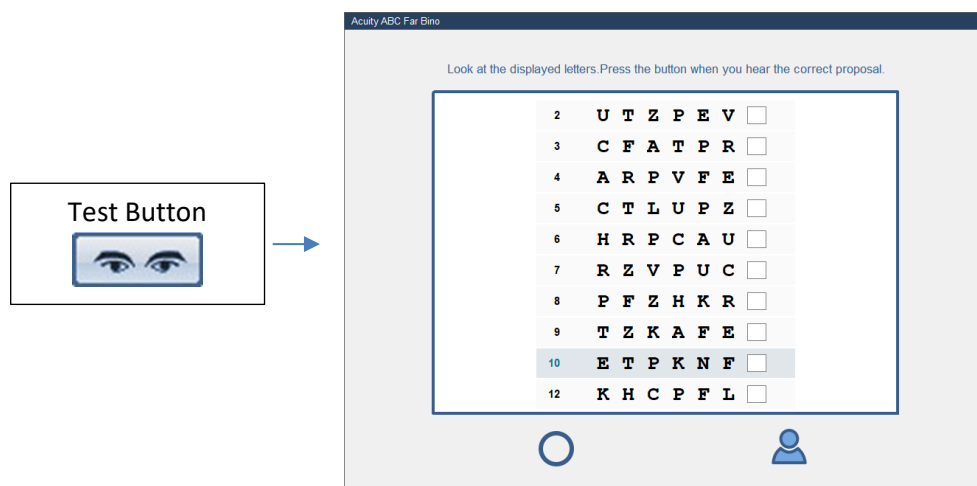 Acuity ABC Far Bino
Look at the displayed letters.Press the button when you hear the correct proposal.
Test Button
2 U T Z P E V
3 C F A T P R
4 A R P V F E
5 C T L U P Z
6 H R P C A U
7 R Z V P U C
8 P F Z H K R
9 T Z K A F E
10 E T P K N F
12 K H C P F L